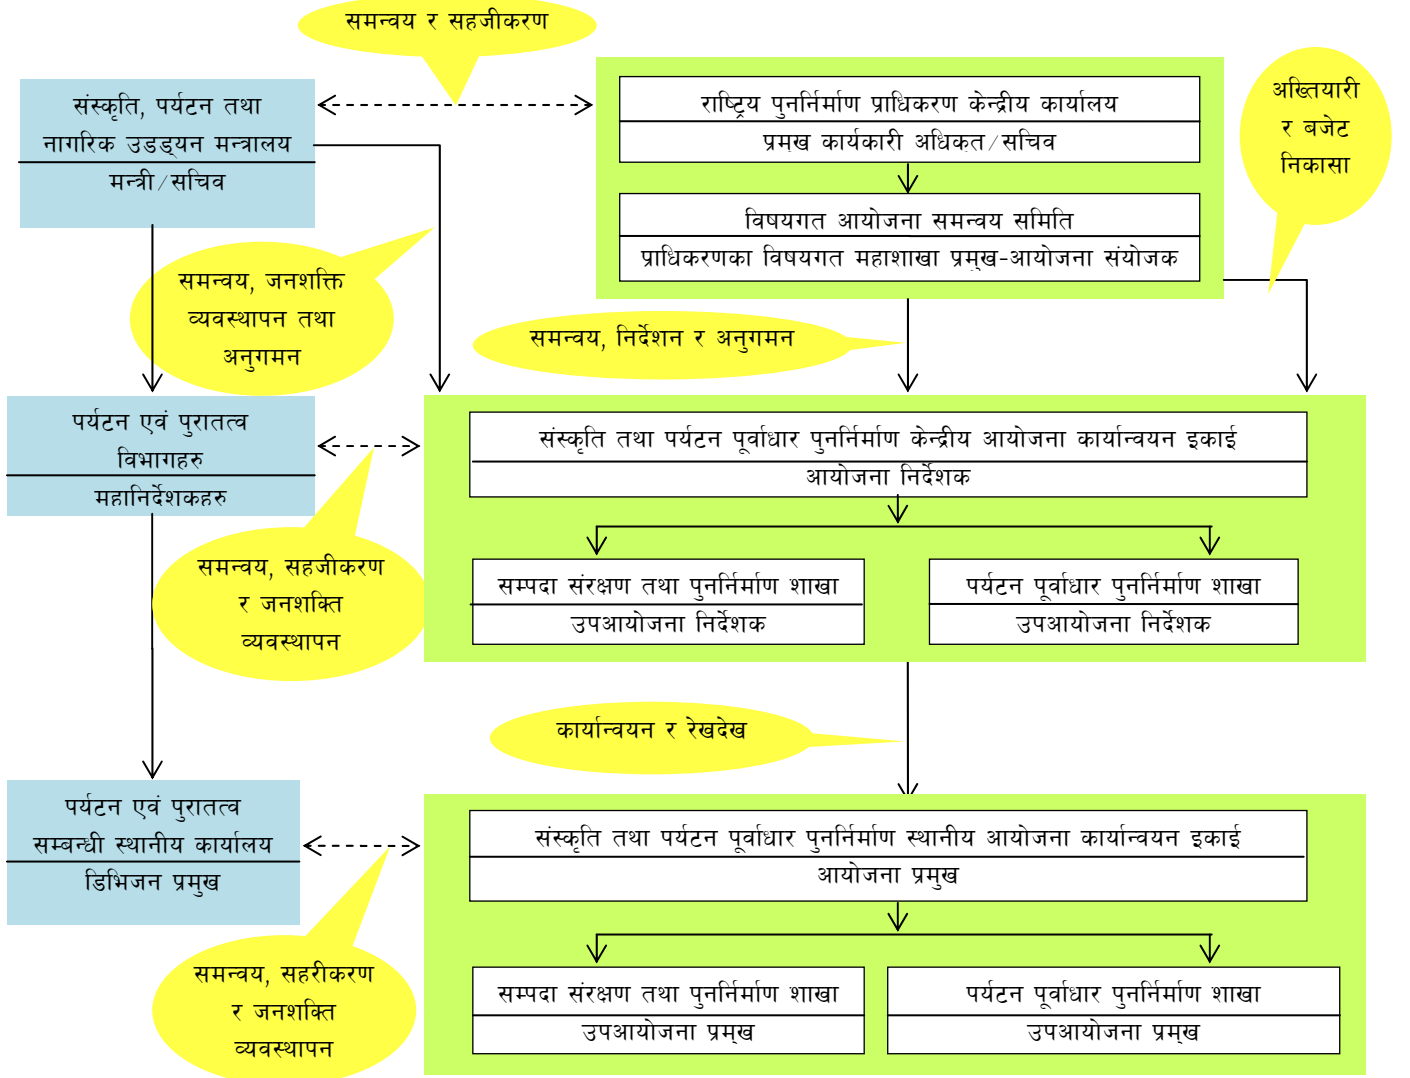 समन्वय र सहजीकरण
संस्कृति, पर्यटन तथा
नागरिक उडड्यन मन्त्रालय
मन्त्री/सचिव
राष्ट्रिय पुनर्निर्माण प्राधिकरण केन्द्रीय कार्यालय
प्रमुख कार्यकारी अधिकृत/सचिव
विषयगत आयोजना समन्वय समिति
प्राधिकरणका विषयगत महाशाखा प्रमुख-आयोजना संयोजक
अख्तियारी
र बजेट
निकासा
समन्वय, जनशक्ति
व्यवस्थापन तथा
अनुगमन
समन्वय, निर्देशन र अनुगमन
पर्यटन एवं पुरातत्व
विभागहरु
महानिर्देशकहरु
संस्कृति तथा पर्यटन पूर्वाधार पुनर्निर्माण केन्द्रीय आयोजना कार्यान्वयन इकाई
आयोजना निर्देशक
समन्वय, सहजीकरण
र जनशक्ति
व्यवस्थापन
सम्पदा संरक्षण तथा पुनर्निर्माण शाखा
उपआयोजना निर्देशक
पर्यटन पूर्वाधार पुनर्निर्माण शाखा
उपआयोजना निर्देशक
कार्यान्वयन र रेखदेख
पर्यटन एवं पुरातत्व
सम्बन्धी स्थानीय कार्यालय
डिभिजन प्रमुख
संस्कृति तथा पर्यटन पूर्वाधार पुनर्निर्माण स्थानीय आयोजना कार्यान्वयन इकाई
आयोजना प्रमुख
समन्वय, सहरीकरण
र जनशक्ति
व्यवस्थापन
सम्पदा संरक्षण तथा पुनर्निर्माण शाखा
उपआयोजना प्रमुख
पर्यटन पूर्वाधार पुनर्निर्माण शाखा
उपआयोजना प्रमुख